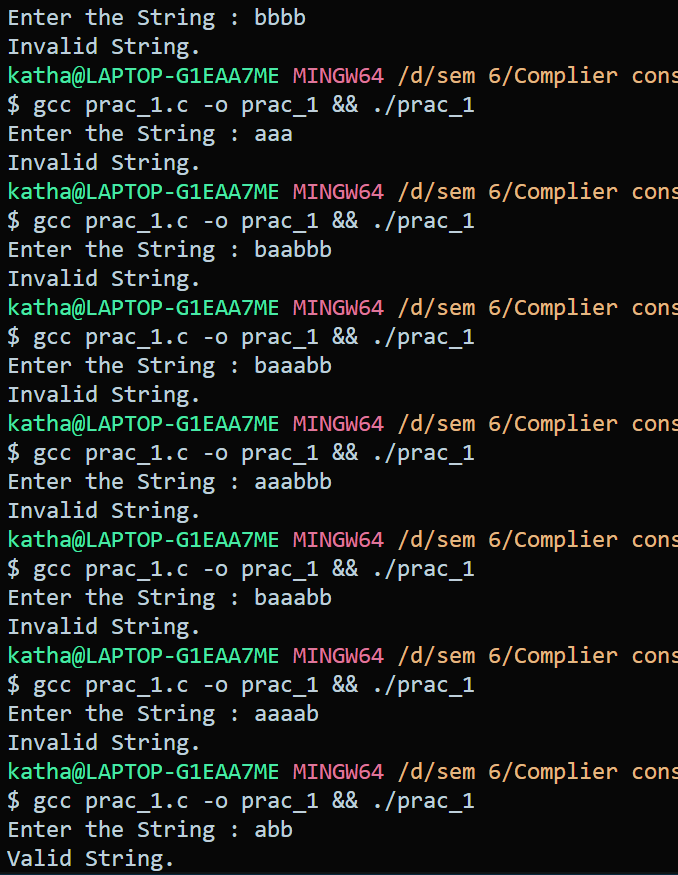 Enter the String : bbbb
Invalid String.
katha@LAPTOP-G1EAA7ME MINGW64 /d/sem 6/Complier cons
$ gcc prac_1.c -o prac_1 && ./prac_1
Enter the String : aaa
Invalid String.
katha@LAPTOP-G1EAA7ME MINGW64 /d/sem 6/Complier cons
$ gcc prac_1.c -o prac_1 && ./prac_1
Enter the String : baabbb
Invalid String.
katha@LAPTOP-G1EAA7ME MINGW64 /d/sem 6/Complier cons
$ gcc prac_1.c -o prac_1 && ./prac_1
Enter the String : baaabb
Invalid String.
katha@LAPTOP-G1EAA7ME MINGW64 /d/sem 6/Complier cons
$ gcc prac_1.c -o prac_1 && ./prac_1
Enter the String : aaabbb
Invalid String.
katha@LAPTOP-G1EAA7ME MINGW64 /d/sem 6/Complier cons
$ gcc prac_1.c -o prac_1 && ./prac_1
Enter the String : baaabb
Invalid String.
katha@LAPTOP-G1EAA7ME MINGW64 /d/sem 6/Complier cons
$ gcc prac_1.c -o prac_1 && ./prac_1
Enter the String : aaaab
Invalid String.
katha@LAPTOP-G1EAA7ME MINGW64 /d/sem 6/Complier cons
$ gcc prac_1.c -o prac_1 && ./prac_1
Enter the String : abb
Valid String.